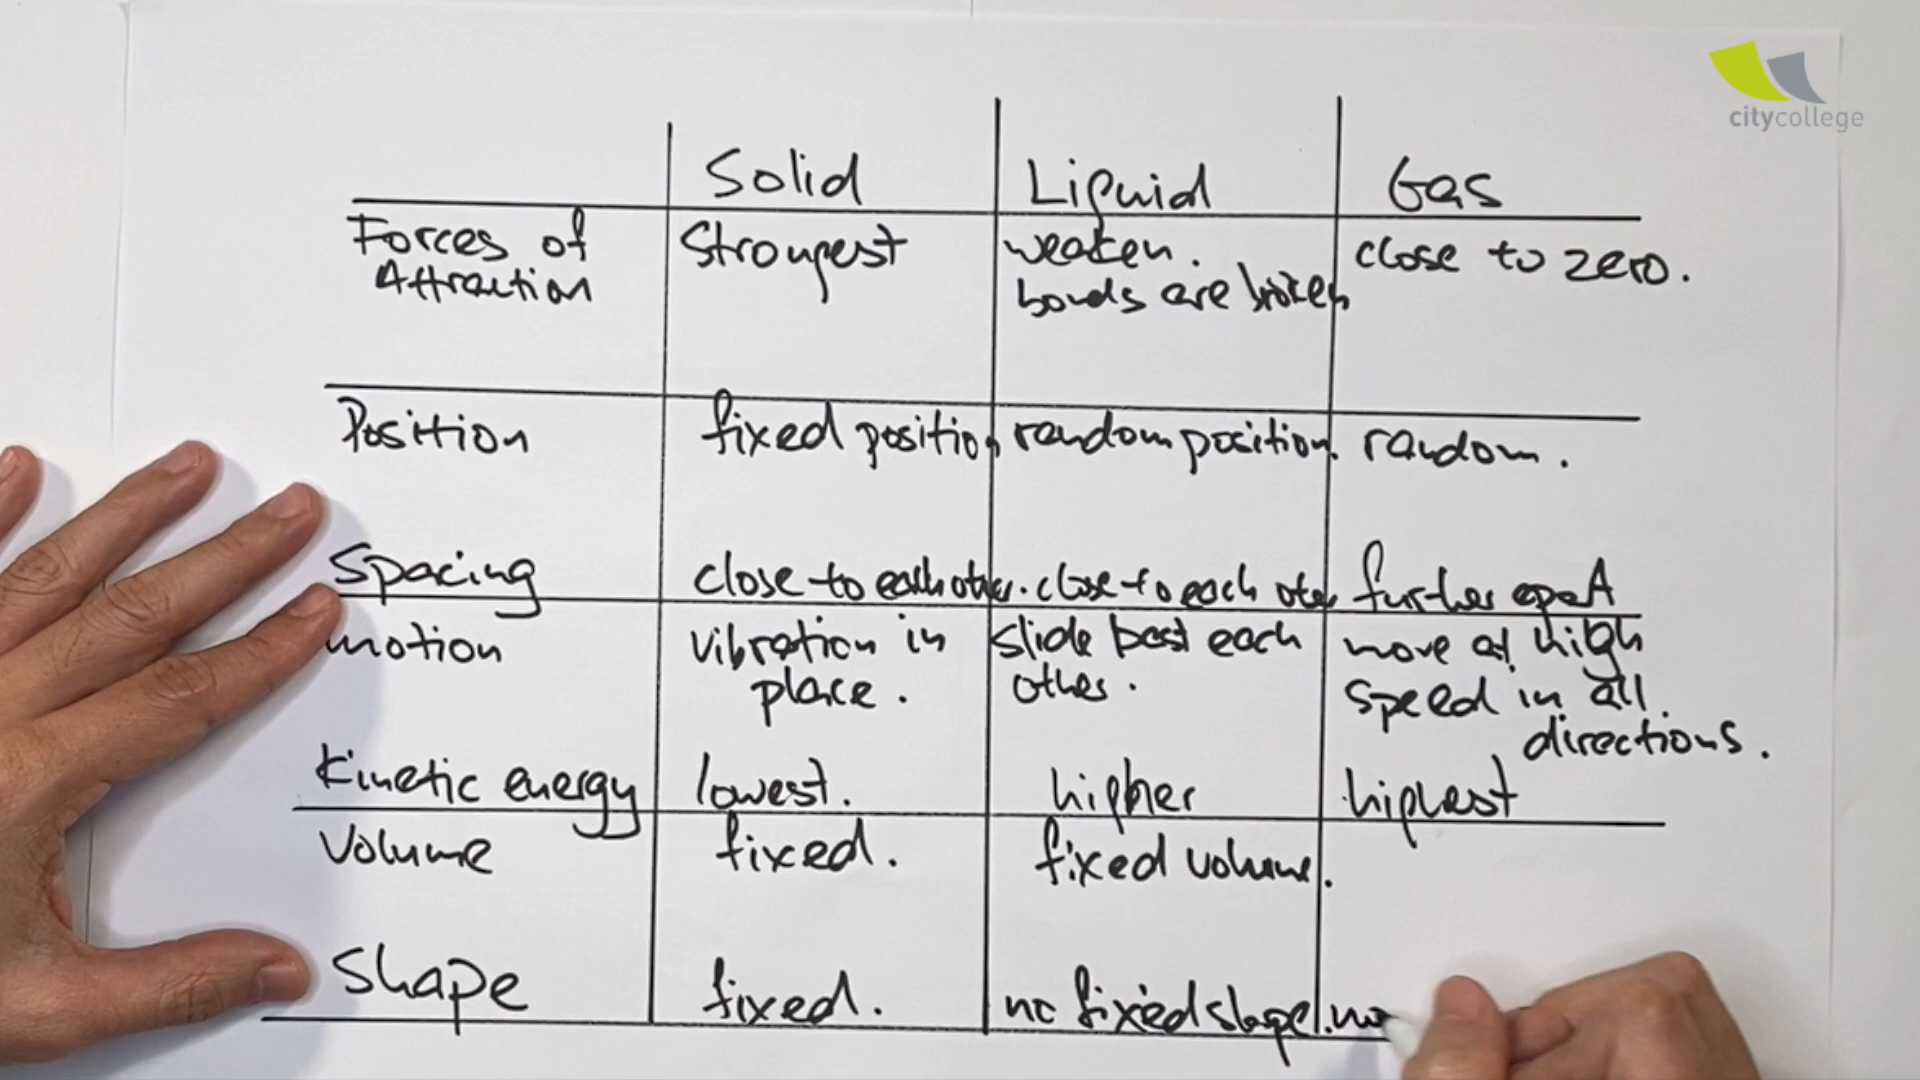 citycollege
Solid Liquid Gas
Forces of Attraction Strongest weaken. bonds are broken close to zero.
Position fixed position random position. random.
Spacing close to each other. close to each other further apart
motion vibration in place. slide past each other. move at high speed in all directions.
Kinetic energy lowest. higher highest
Volume fixed. fixed volume.
Shape fixed. no fixed shape. no